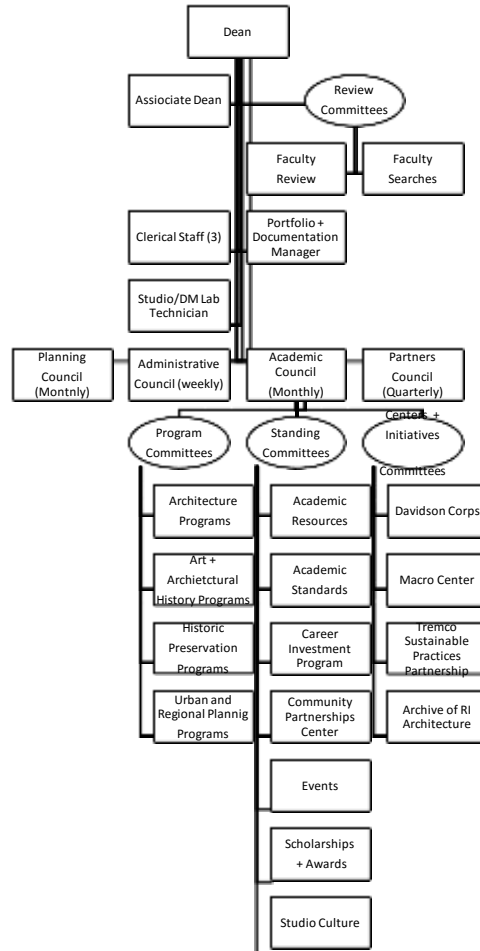 Dean
Assiociate Dean
Review
Committees
Faculty
Review
Faculty
Searches
Clerical Staff (3)
Portfolio +
Documentation
Manager
Studio/DM Lab
Technician
Planning
Council
(Montnly)
Administrative
Council (weekly)
Academic
Council
(Monthly)
Partners
Council
(Quarterly)
Program
Committees
Standing
Committees
Centers +
Initiatives
Committees
Architecture
Programs
Art +
Archietctural
History Programs
Historic
Preservation
Programs
Urban and
Regional Plannig
Programs
Academic
Resources
Academic
Standards
Career
Investment
Program
Community
Partnerships
Center
Events
Scholarships
+ Awards
Studio Culture
Davidson Corps
Macro Center
Tremco
Sustainable
Practices
Partnership
Archive of RI
Architecture